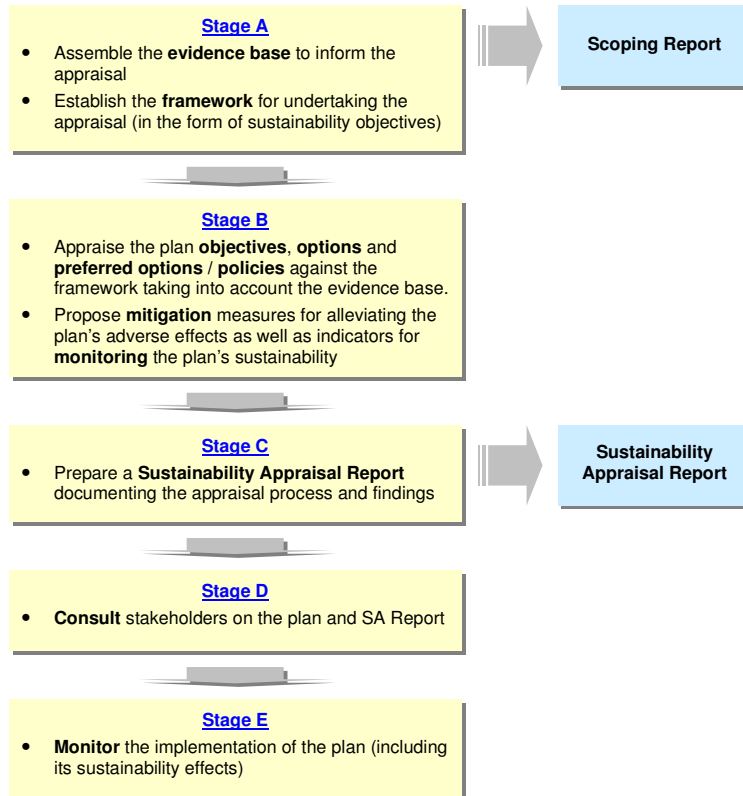 Stage A
• Assemble the evidence base to inform the
appraisal
• Establish the framework for undertaking the
appraisal (in the form of sustainability objectives)
Scoping Report
Stage B
• Appraise the plan objectives, options and
preferred options / policies against the
framework taking into account the evidence base.
• Propose mitigation measures for alleviating the
plan's adverse effects as well as indicators for
monitoring the plan's sustainability
Stage C
• Prepare a Sustainability Appraisal Report
documenting the appraisal process and findings
Sustainability
Appraisal Report
Stage D
• Consult stakeholders on the plan and SA Report
Stage E
• Monitor the implementation of the plan (including
its sustainability effects)